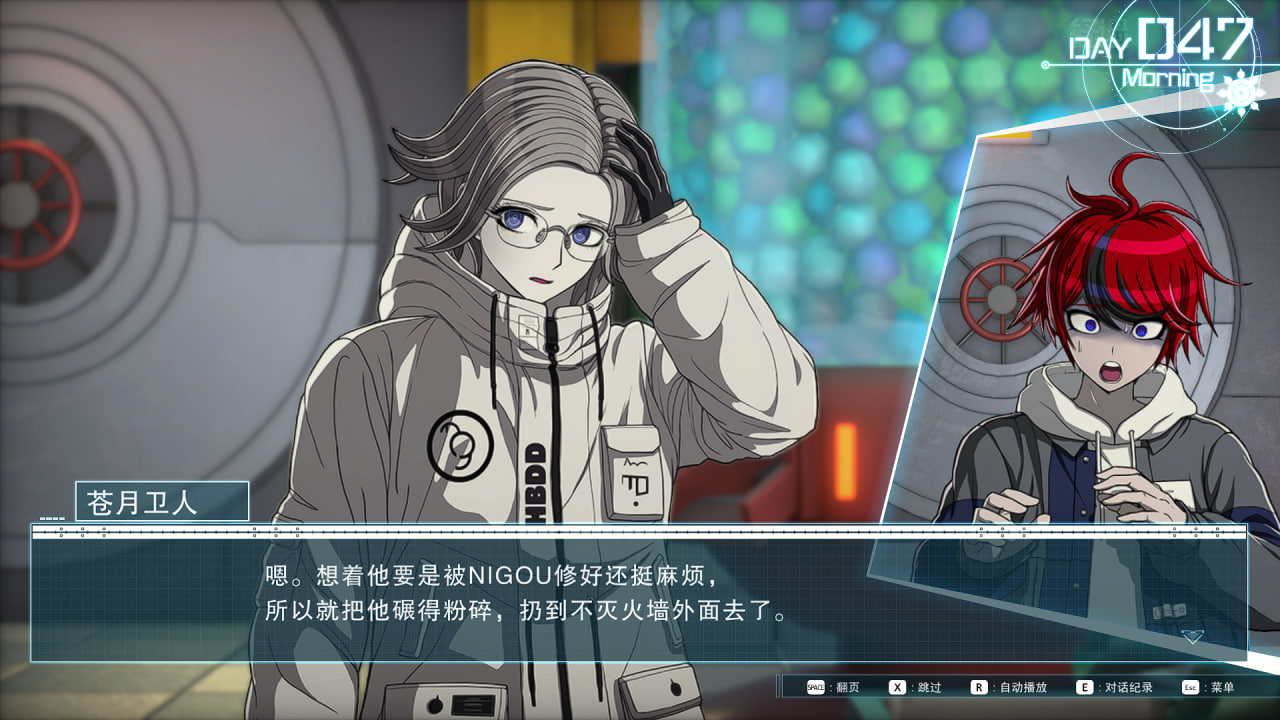 DAY 047
Morning
HBDD
苍月卫人
嗯。想着他要是被NIGOU修好还挺麻烦，
所以就把他碾得粉碎，扔到不灭火墙外面去了。
SPACE：翻页 X：跳过 R：自动播放 E：对话纪录 Esc：菜单